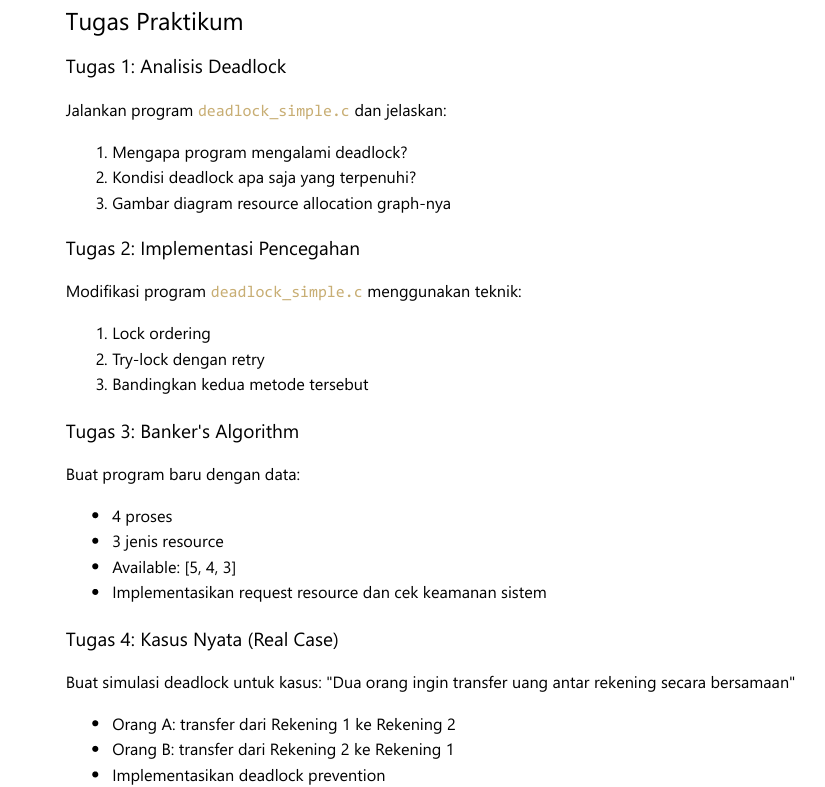 Tugas Praktikum
Tugas 1: Analisis Deadlock
Jalankan program deadlock_simple.c dan jelaskan:
1. Mengapa program mengalami deadlock?
2. Kondisi deadlock apa saja yang terpenuhi?
3. Gambar diagram resource allocation graph-nya
Tugas 2: Implementasi Pencegahan
Modifikasi program deadlock_simple.c menggunakan teknik:
1. Lock ordering
2. Try-lock dengan retry
3. Bandingkan kedua metode tersebut
Tugas 3: Banker's Algorithm
Buat program baru dengan data:
• 4 proses
• 3 jenis resource
• Available: [5, 4, 3]
• Implementasikan request resource dan cek keamanan sistem
Tugas 4: Kasus Nyata (Real Case)
Buat simulasi deadlock untuk kasus: "Dua orang ingin transfer uang antar rekening secara bersamaan"
• Orang A: transfer dari Rekening 1 ke Rekening 2
• Orang B: transfer dari Rekening 2 ke Rekening 1
• Implementasikan deadlock prevention